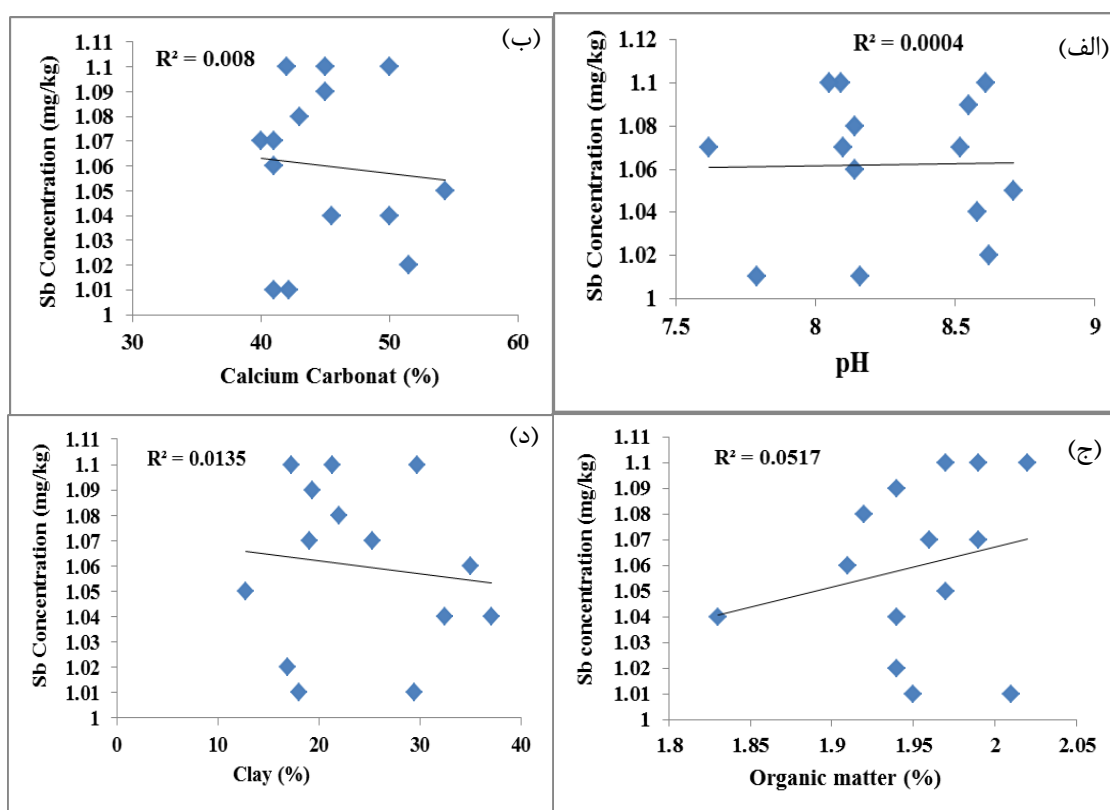 (الف)
R² = 0.0004
Sb Concentration (mg/kg)
1.12
1.1
1.08
1.06
1.04
1.02
1
7.5 8 8.5 9
pH
(ب)
R² = 0.008
Sb Concentration (mg/kg)
1.11
1.1
1.09
1.08
1.07
1.06
1.05
1.04
1.03
1.02
1.01
1
30 40 50 60
Calcium Carbonat (%)
(ج)
R² = 0.0517
Sb concentration (mg/kg)
1.11
1.1
1.09
1.08
1.07
1.06
1.05
1.04
1.03
1.02
1.01
1
1.8 1.85 1.9 1.95 2 2.05
Organic matter (%)
(د)
R² = 0.0135
Sb Concentration (mg/kg)
1.11
1.1
1.09
1.08
1.07
1.06
1.05
1.04
1.03
1.02
1.01
1
0 10 20 30 40
Clay (%)